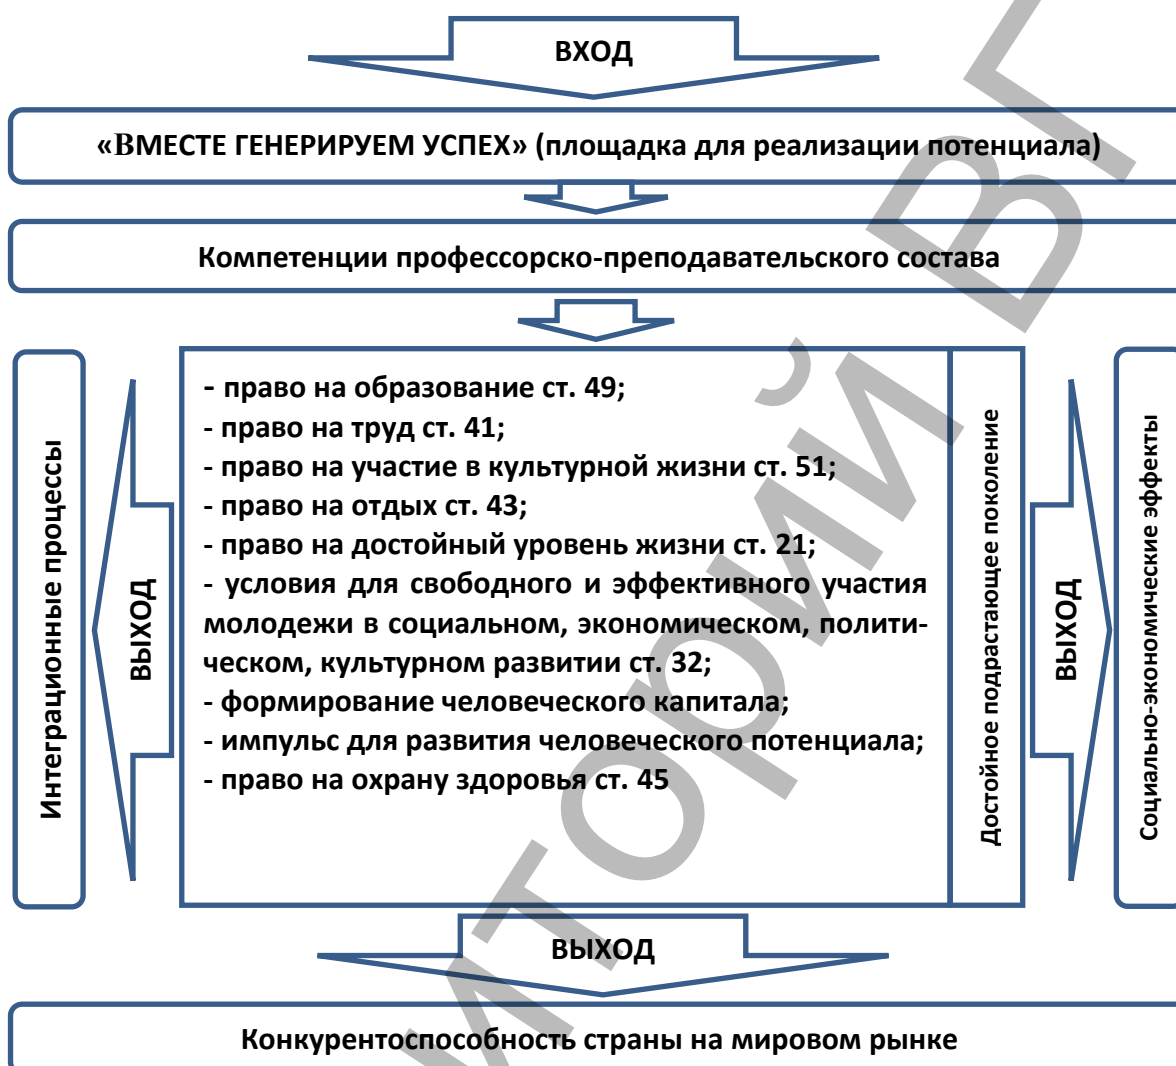 ВХОД
«ВМЕСТЕ ГЕНЕРИРУЕМ УСПЕХ» (площадка для реализации потенциала)
Компетенции профессорско-преподавательского состава
Интеграционные процессы
ВЫХОД
- право на образование ст. 49;
- право на труд ст. 41;
- право на участие в культурной жизни ст. 51;
- право на отдых ст. 43;
- право на достойный уровень жизни ст. 21;
- условия для свободного и эффективного участия
молодежи в социальном, экономическом, полити-
ческом, культурном развитии ст. 32;
- формирование человеческого капитала;
- импульс для развития человеческого потенциала;
- право на охрану здоровья ст. 45
Достойное подрастающее поколение
ВЫХОД
Социально-экономические эффекты
ВЫХОД
Конкурентоспособность страны на мировом рынке
иторий ВГ